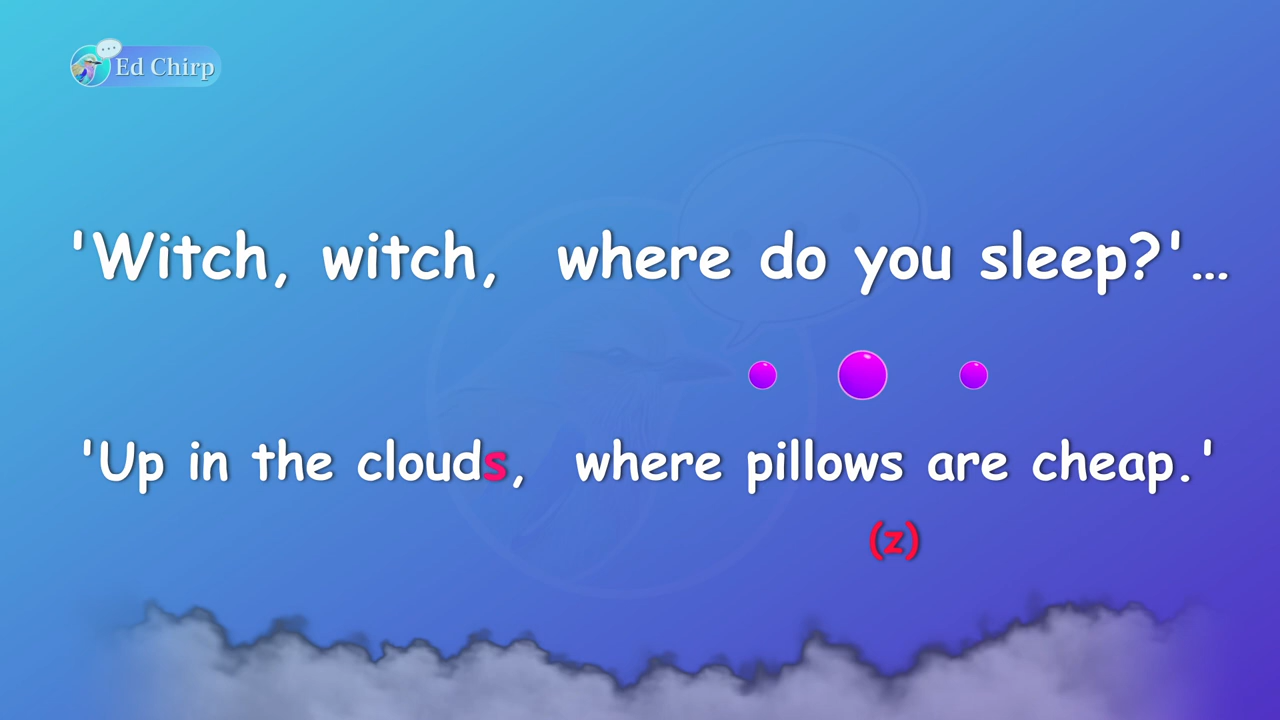 Ed Chirp
'Witch, witch, where do you sleep?'...
'Up in the clouds, where pillows are cheap.'
(z)